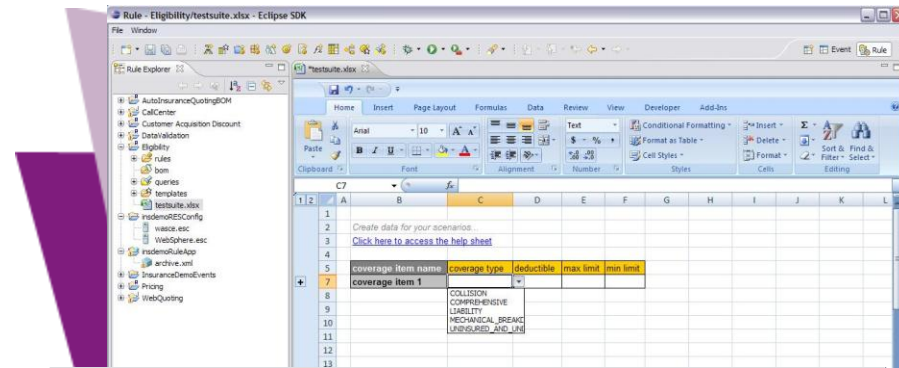 Rule - Eligibility/testsuite.xlsx - Eclipse SDK
File Window
Event Rule
Rule Explorer
*testsuite.xlsx
AutoInsuranceQuotingBOM
CallCenter
Customer Acquisition Discount
DataValidation
Eligibility
rules
bom
queries
templates
testsuite.xlsx
insdemoRESConfig
wasce.esc
WebSphere.esc
insdemoRuleApp
archive.xml
InsuranceDemoEvents
Pricing
WebQuoting
Home Insert Page Layout Formulas Data Review View Developer Add-Ins
Paste
Arial 10 A A
B I U A
Text
$ % ,
Conditional Formatting
Format as Table
Cell Styles
Insert
Delete
Format
Σ
Sort & Filter
Find & Select
Clipboard Font Alignment Number Styles Cells Editing
C7 fx
1 2 A B C D E F G H I J K L
1
2 Create data for your scenarios...
3 Click here to access the help sheet
4
5 coverage item name coverage type deductible max limit min limit
7 coverage item 1
8 COLLISION
COMPREHENSIVE
9 LIABILITY
10 MECHANICAL_BREAKD
UNINSURED_AND_UND
11
12
13